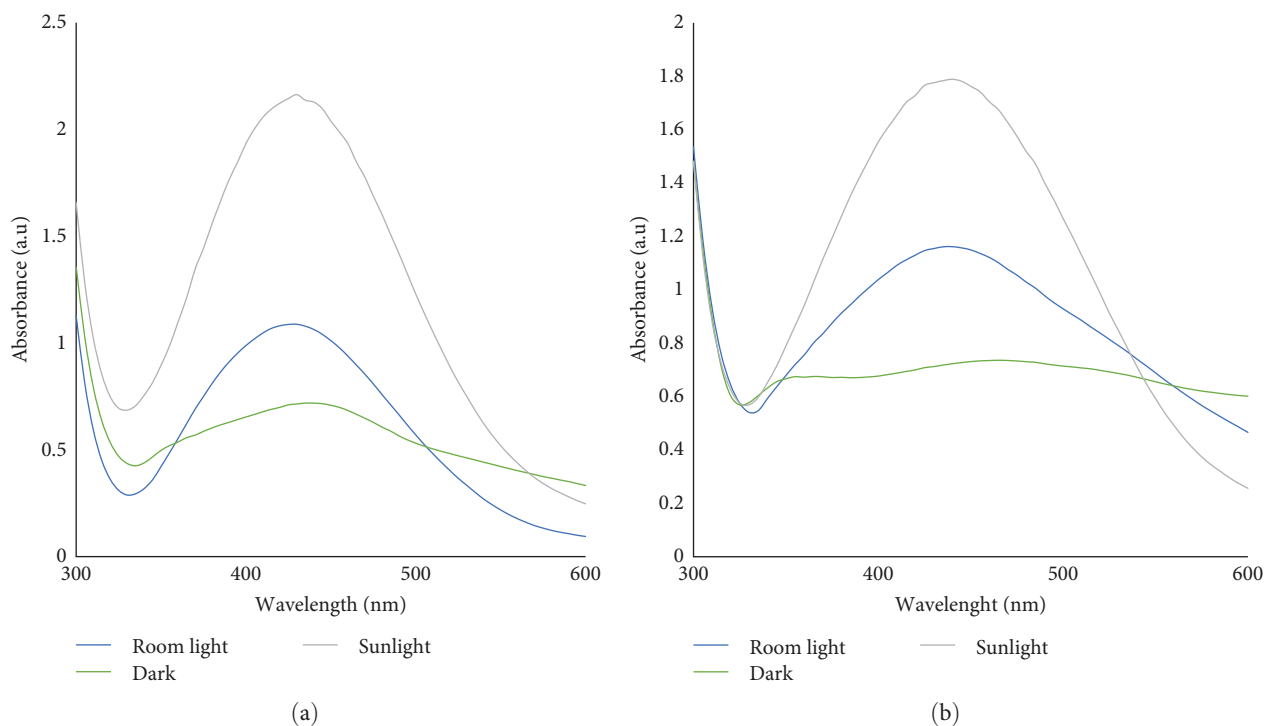 2.5
2
1.5
1
0.5
0
Absorbance (a.u)
300 400 500 600
Wavelength (nm)
Room light Sunlight
Dark
(a)
2
1.8
1.6
1.4
1.2
1
0.8
0.6
0.4
0.2
0
Absorbance (a.u)
300 400 500 600
Wavelenght (nm)
Room light Sunlight
Dark
(b)